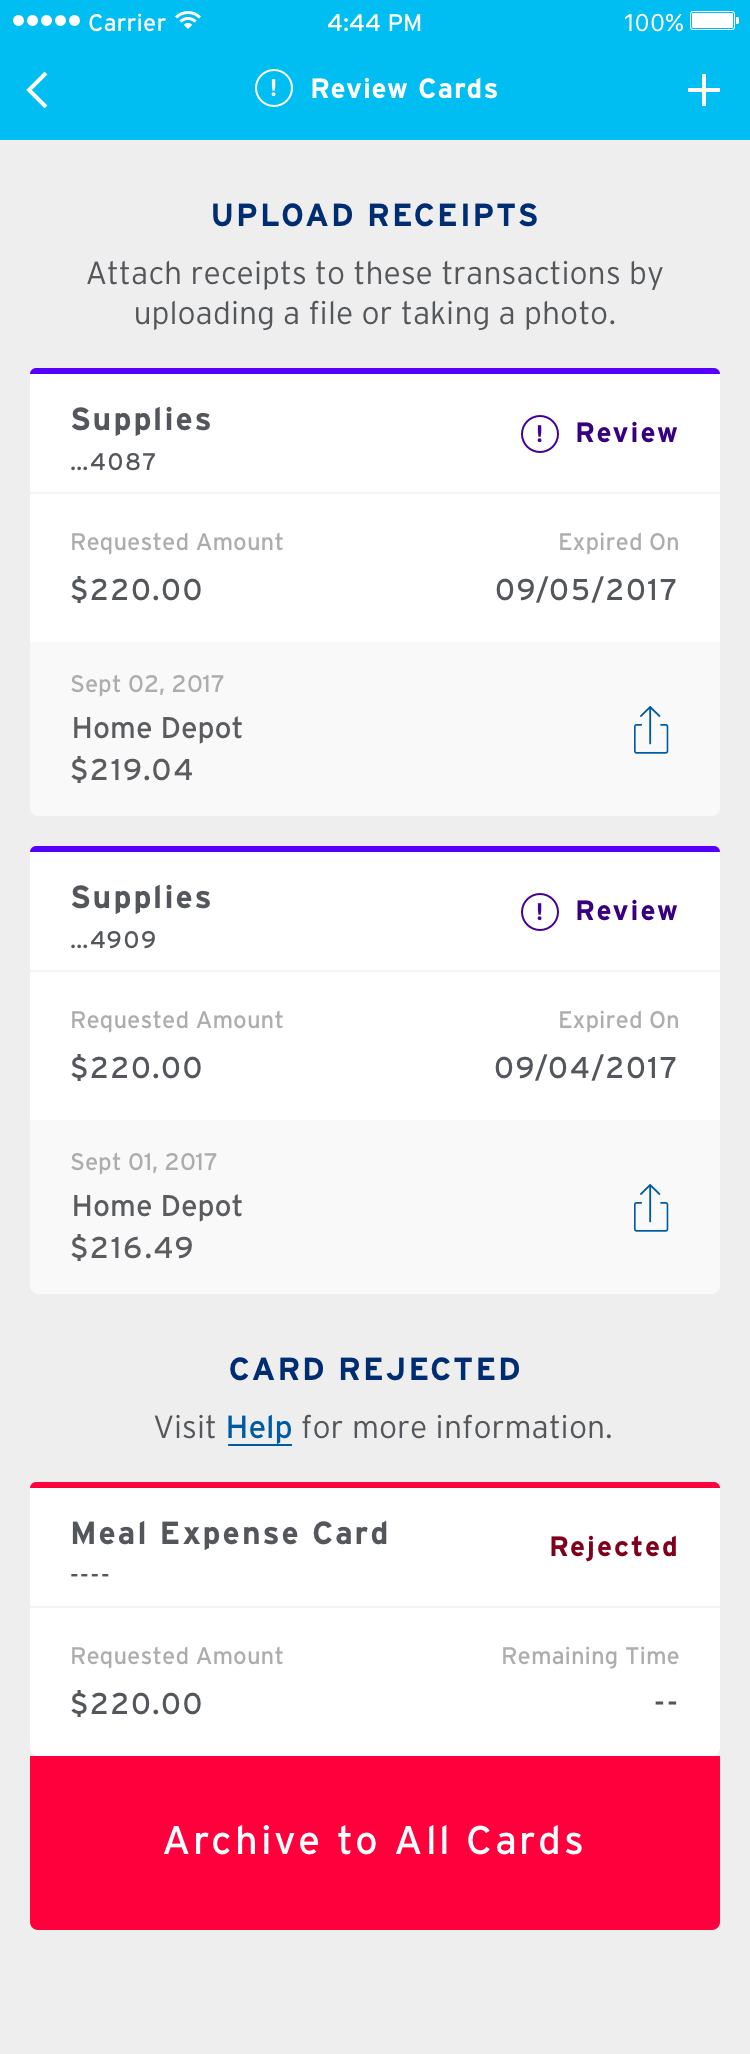 Carrier 4:44 PM 100%
! Review Cards
UPLOAD RECEIPTS
Attach receipts to these transactions by
uploading a file or taking a photo.
Supplies
...4087
! Review
Requested Amount Expired On
$220.00 09/05/2017
Sept 02, 2017
Home Depot
$219.04
Supplies
...4909
! Review
Requested Amount Expired On
$220.00 09/04/2017
Sept 01, 2017
Home Depot
$216.49
CARD REJECTED
Visit Help for more information.
Meal Expense Card
----
Rejected
Requested Amount Remaining Time
$220.00 --
Archive to All Cards